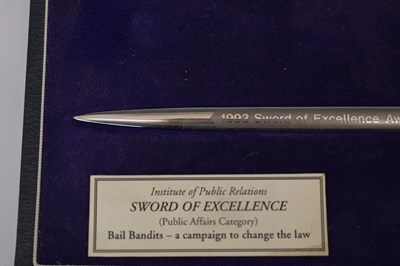 1993 Sword of Excellence Aw
Institute of Public Relations
SWORD OF EXCELLENCE
(Public Affairs Category)
Bail Bandits – a campaign to change the law